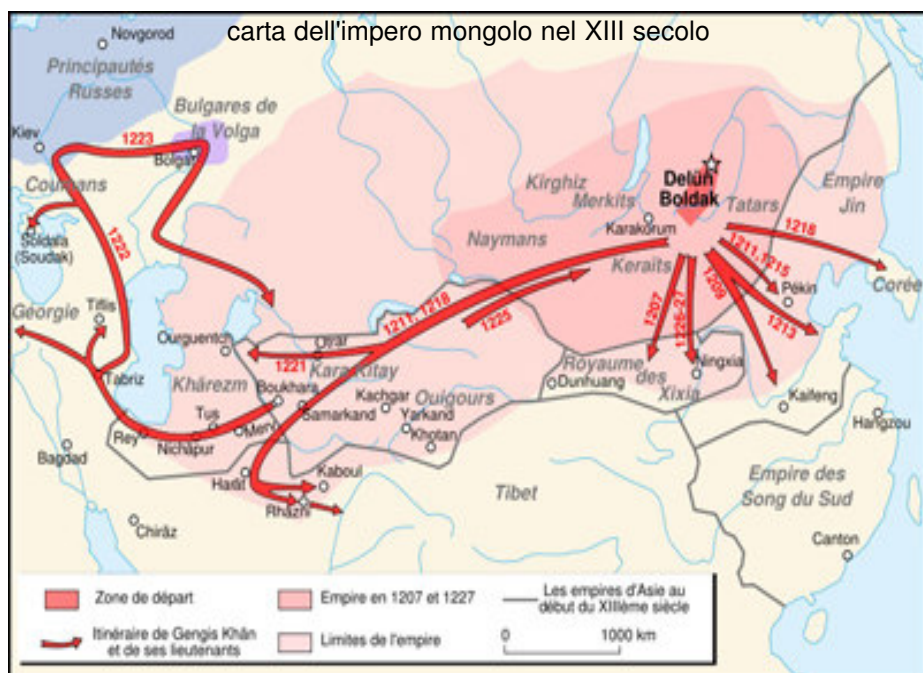 carta dell'impero mongolo nel XIII secolo
Novgorod
Principautés
Russes
Bulgares de
la Volga
Kiev
1223
Bolgar
Coumans
Soldaïa
(Soudak)
1222
Géorgie
Tiflis
Tabriz
Ourguentch
Khârezm
Otrar
1221
Kara Kitay
1211, 1218
1225
Boukhara
Samarkand
Kachgar
Ouïgours
Yarkand
Khotan
Tus
Merv
Rey
Nichapur
Bagdad
Chirâz
Harât
Kaboul
Tibet
Kirghiz
Merkits
Delün
Boldak
Tatars
Empire
Jin
Naymans
Karakorum
Keraïts
1218
1211,1215
1209
1207
1226-27
1213
Corée
Pékin
Royaume
des
Xixia
Dunhuang
Ningxia
Kaifeng
Hangzou
Empire des
Song du Sud
Canton
Zone de départ
Empire en 1207 et 1227
Les empires d'Asie au
début du XIIIème siècle
Itinéraire de Gengis Khân
et de ses lieutenants
Limites de l'empire
0 1000 km